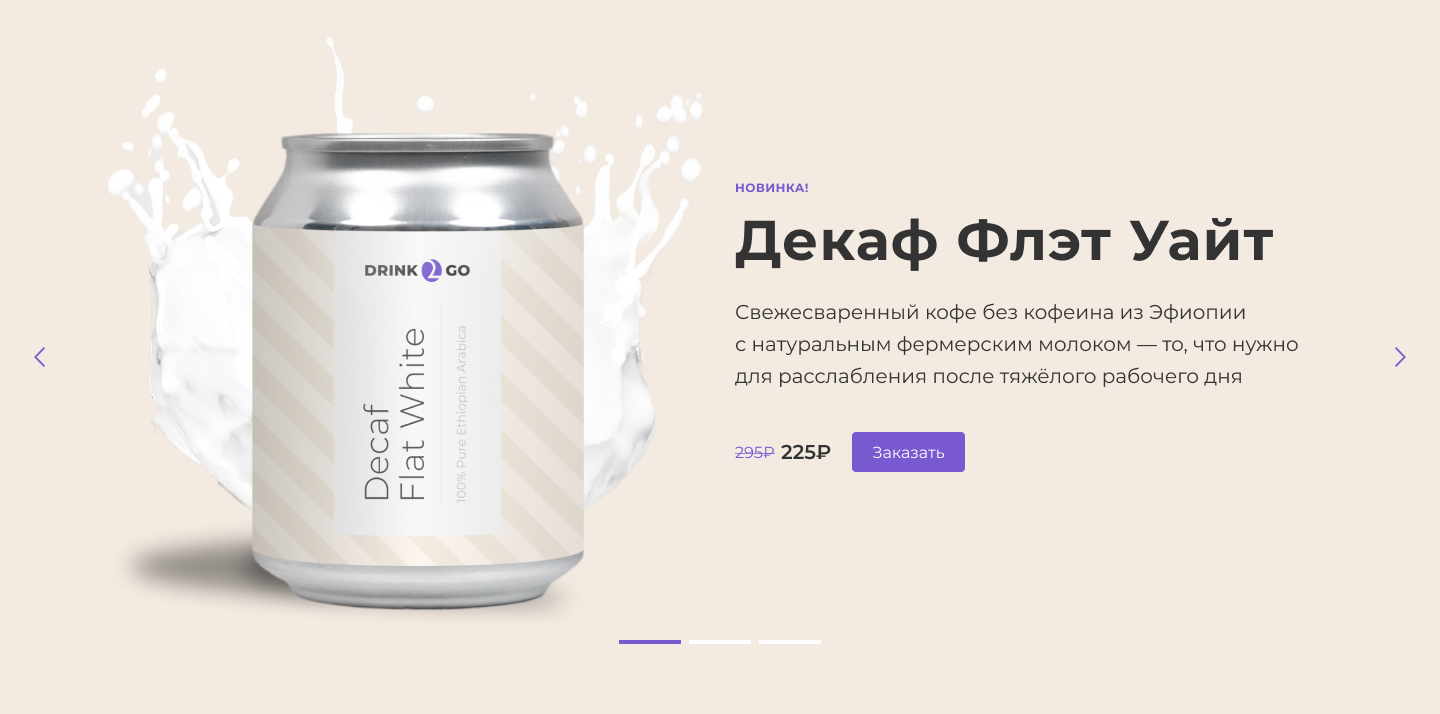 DRINK 2 GO
Decaf
Flat White
100% Pure Ethiopian Arabica
НОВИНКА!
Декаф Флэт Уайт
Свежесваренный кофе без кофеина из Эфиопии
с натуральным фермерским молоком — то, что нужно
для расслабления после тяжёлого рабочего дня
295₽ 225₽ Заказать